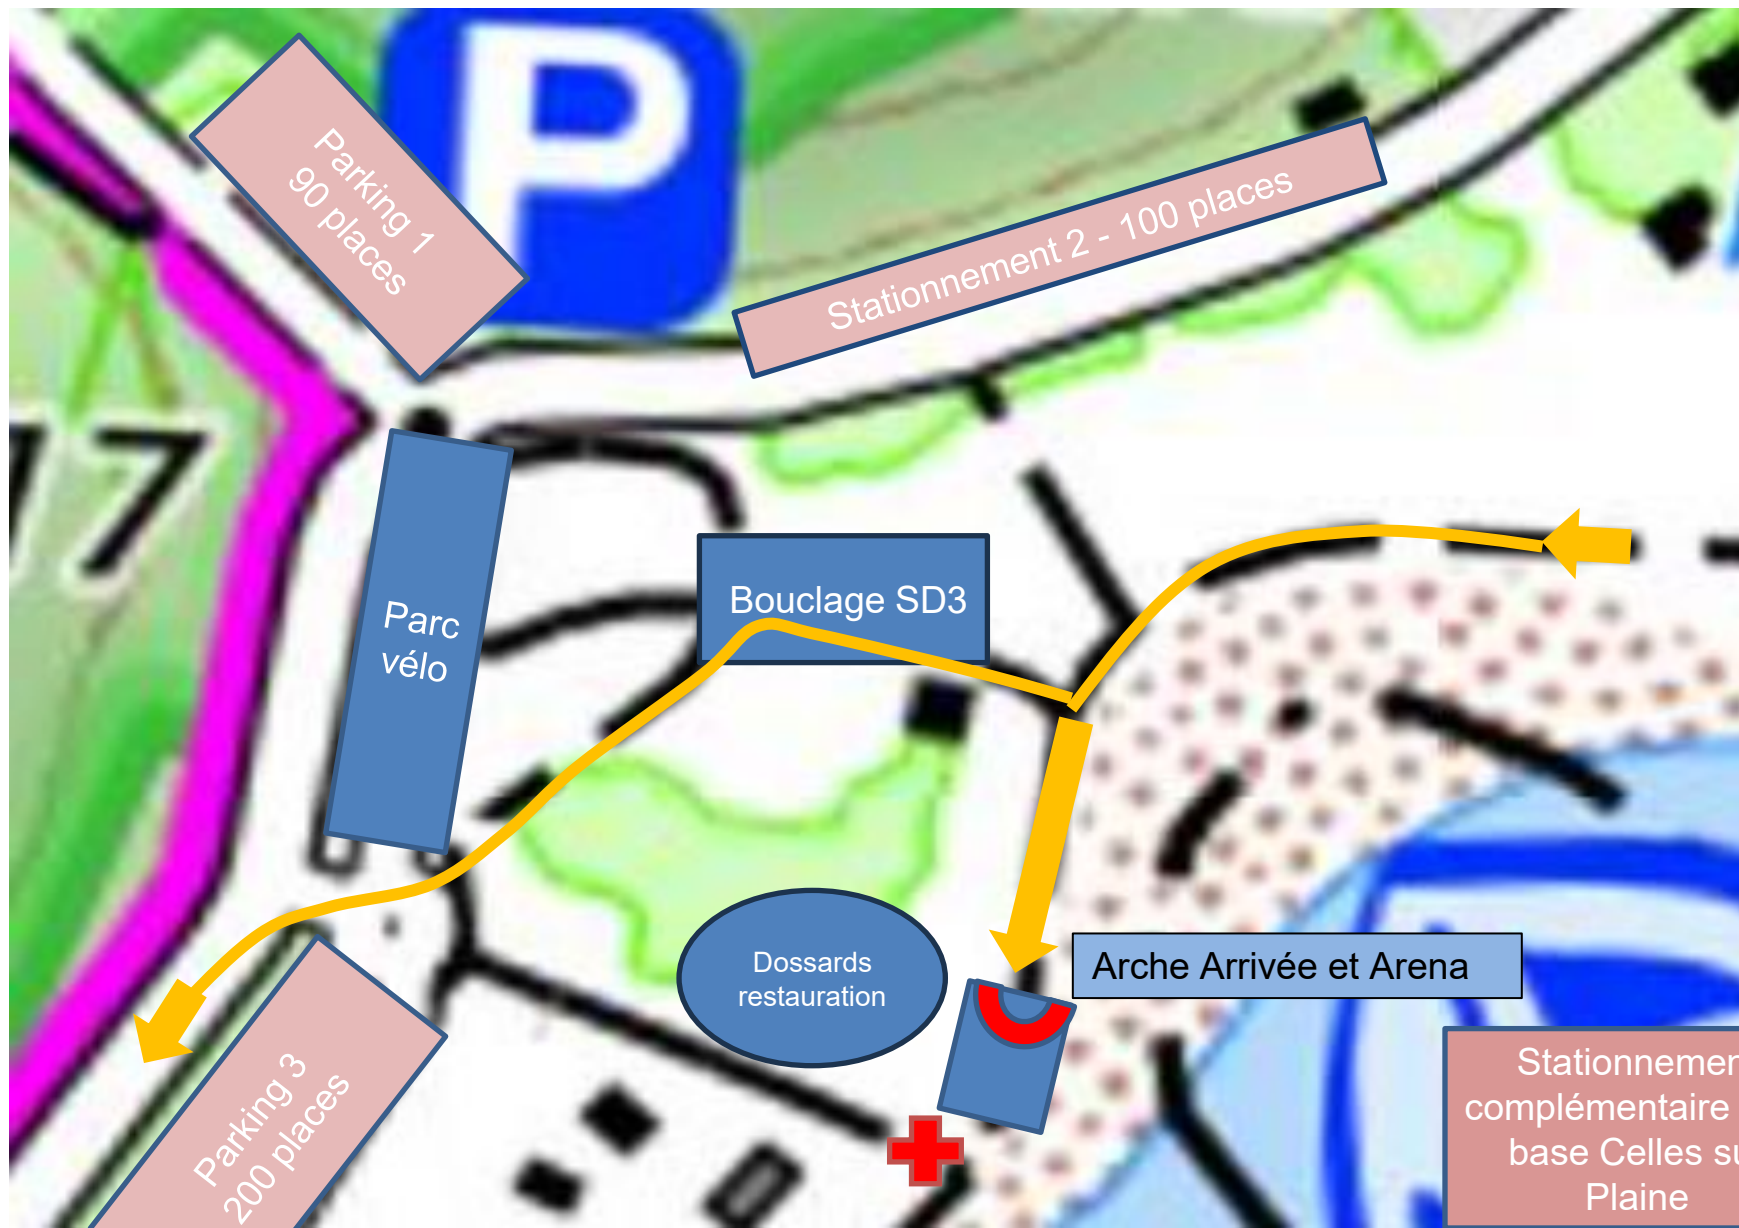 P
Parking 1
90 places
Stationnement 2 - 100 places
17
Parc
vélo
Bouclage SD3
Dossards
restauration
Arche Arrivée et Arena
Parking 3
200 places
Stationnemen
complémentaire
base Celles su
Plaine